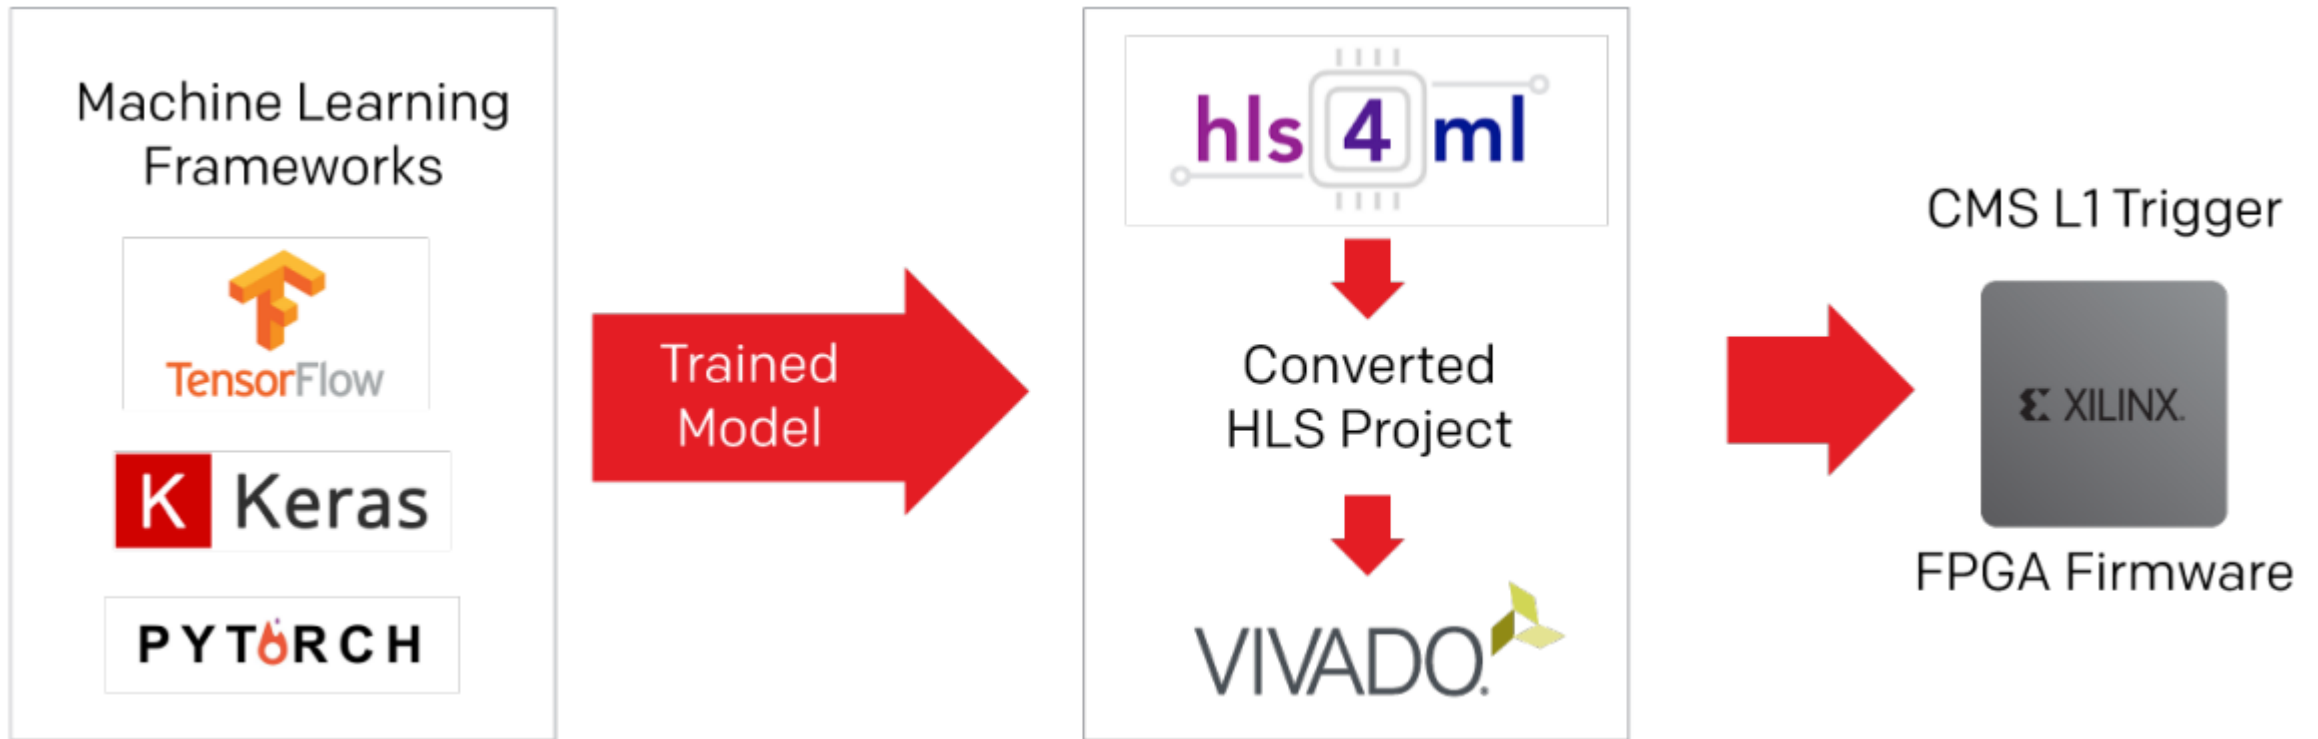 Machine Learning
Frameworks
TensorFlow
K Keras
PYTORCH
Trained
Model
hls 4 ml
Converted
HLS Project
VIVADO.
CMS L1 Trigger
XILINX.
FPGA Firmware